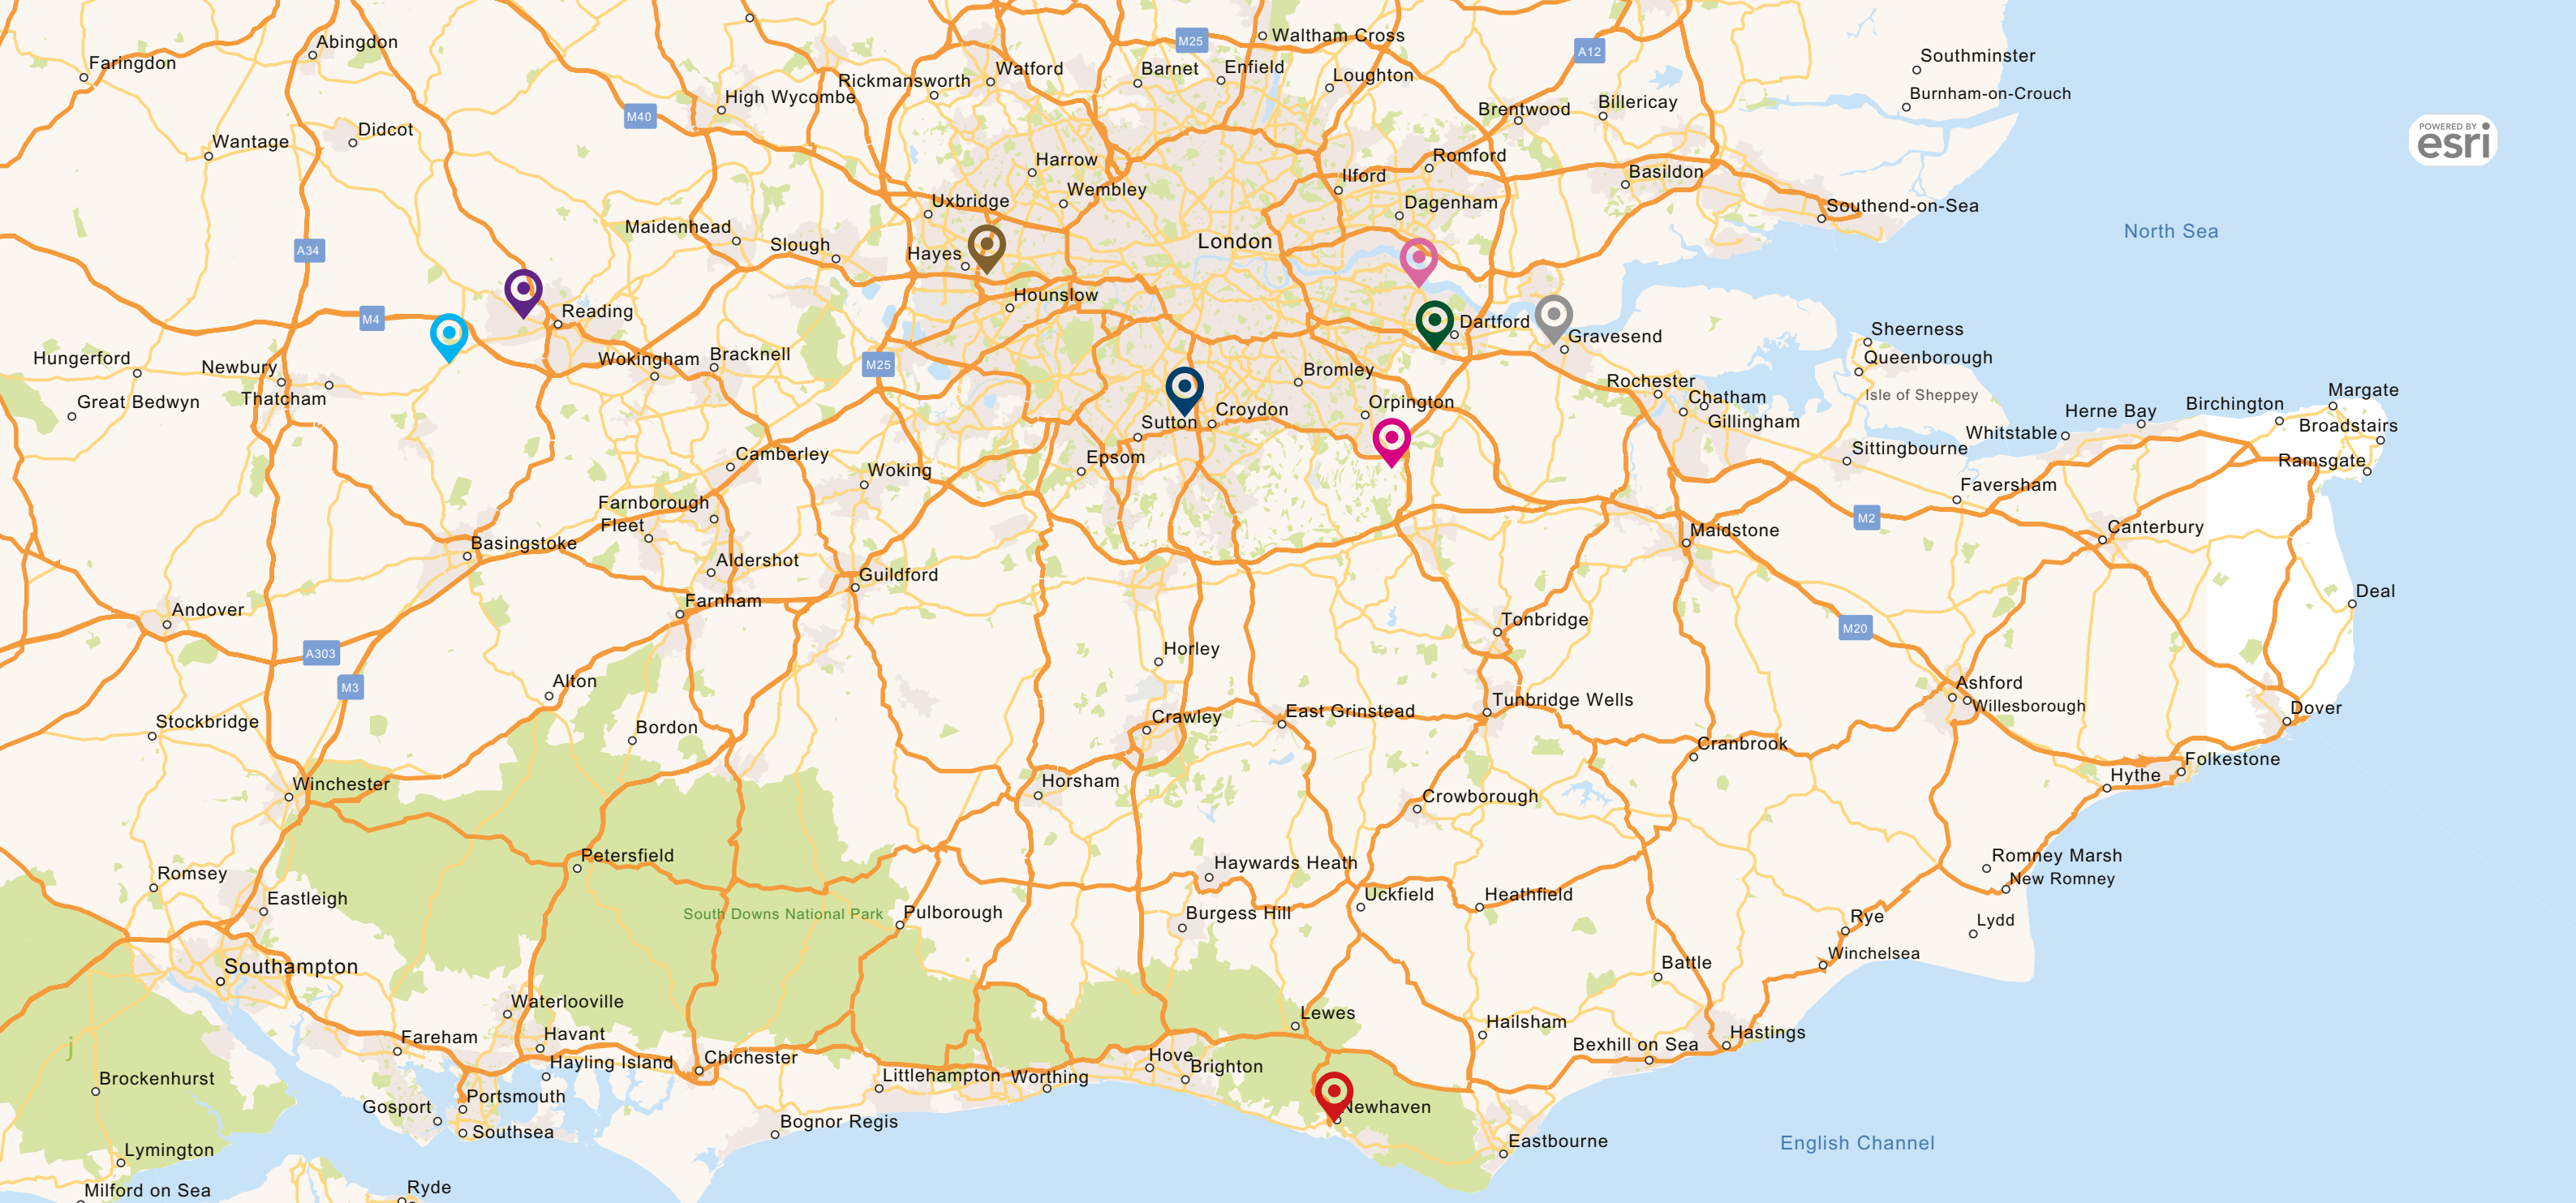 Abingdon
Waltham Cross
M25
A12
Faringdon
Southminster
Watford
Barnet
Enfield
Rickmansworth
Loughton
High Wycombe
Burnham-on-Crouch
Brentwood
Billericay
M40
Didcot
POWERED BY
esri
Wantage
Harrow
Romford
Basildon
Ilford
Wembley
Uxbridge
Dagenham
Southend-on-Sea
Maidenhead
North Sea
Slough
London
A34
Hayes
Hounslow
Reading
M4
Dartford
Sheerness
Gravesend
Hungerford
Wokingham
Bracknell
Queenborough
Newbury
M25
Bromley
Rochester
Margate
Isle of Sheppey
Chatham
Thatcham
Great Bedwyn
Orpington
Birchington
Croydon
Herne Bay
Sutton
Gillingham
Broadstairs
Whitstable
Sittingbourne
Camberley
Epsom
Ramsgate
Woking
Faversham
Farnborough
M2
Fleet
Canterbury
Maidstone
Basingstoke
Aldershot
Guildford
Deal
Farnham
Andover
Tonbridge
M20
Horley
A303
Alton
Ashford
M3
Tunbridge Wells
Willesborough
Dover
East Grinstead
Crawley
Stockbridge
Bordon
Cranbrook
Folkestone
Hythe
Horsham
Winchester
Crowborough
Petersfield
Romney Marsh
Haywards Heath
Romsey
New Romney
Uckfield
Heathfield
Eastleigh
South Downs National Park
Pulborough
Burgess Hill
Rye
Lydd
Winchelsea
Southampton
Battle
Waterlooville
Lewes
Hailsham
Havant
Hastings
Fareham
Bexhill on Sea
j
Hove
Chichester
Hayling Island
Brighton
Littlehampton
Worthing
Brockenhurst
Portsmouth
Gosport
Newhaven
Bognor Regis
Southsea
Eastbourne
English Channel
Lymington
Ryde
Milford on Sea